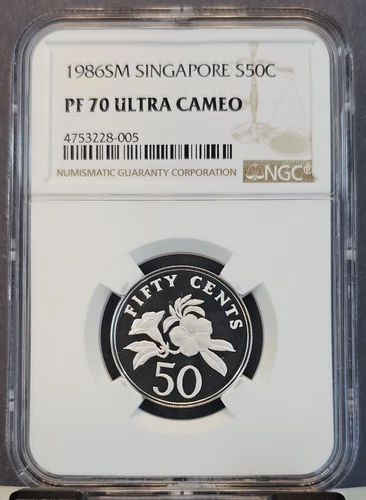 1986SM SINGAPORE S50C
PF 70 ULTRA CAMEO
4753228-005
NUMISMATIC GUARANTY CORPORATION
NGC®
FIFTY CENTS
50